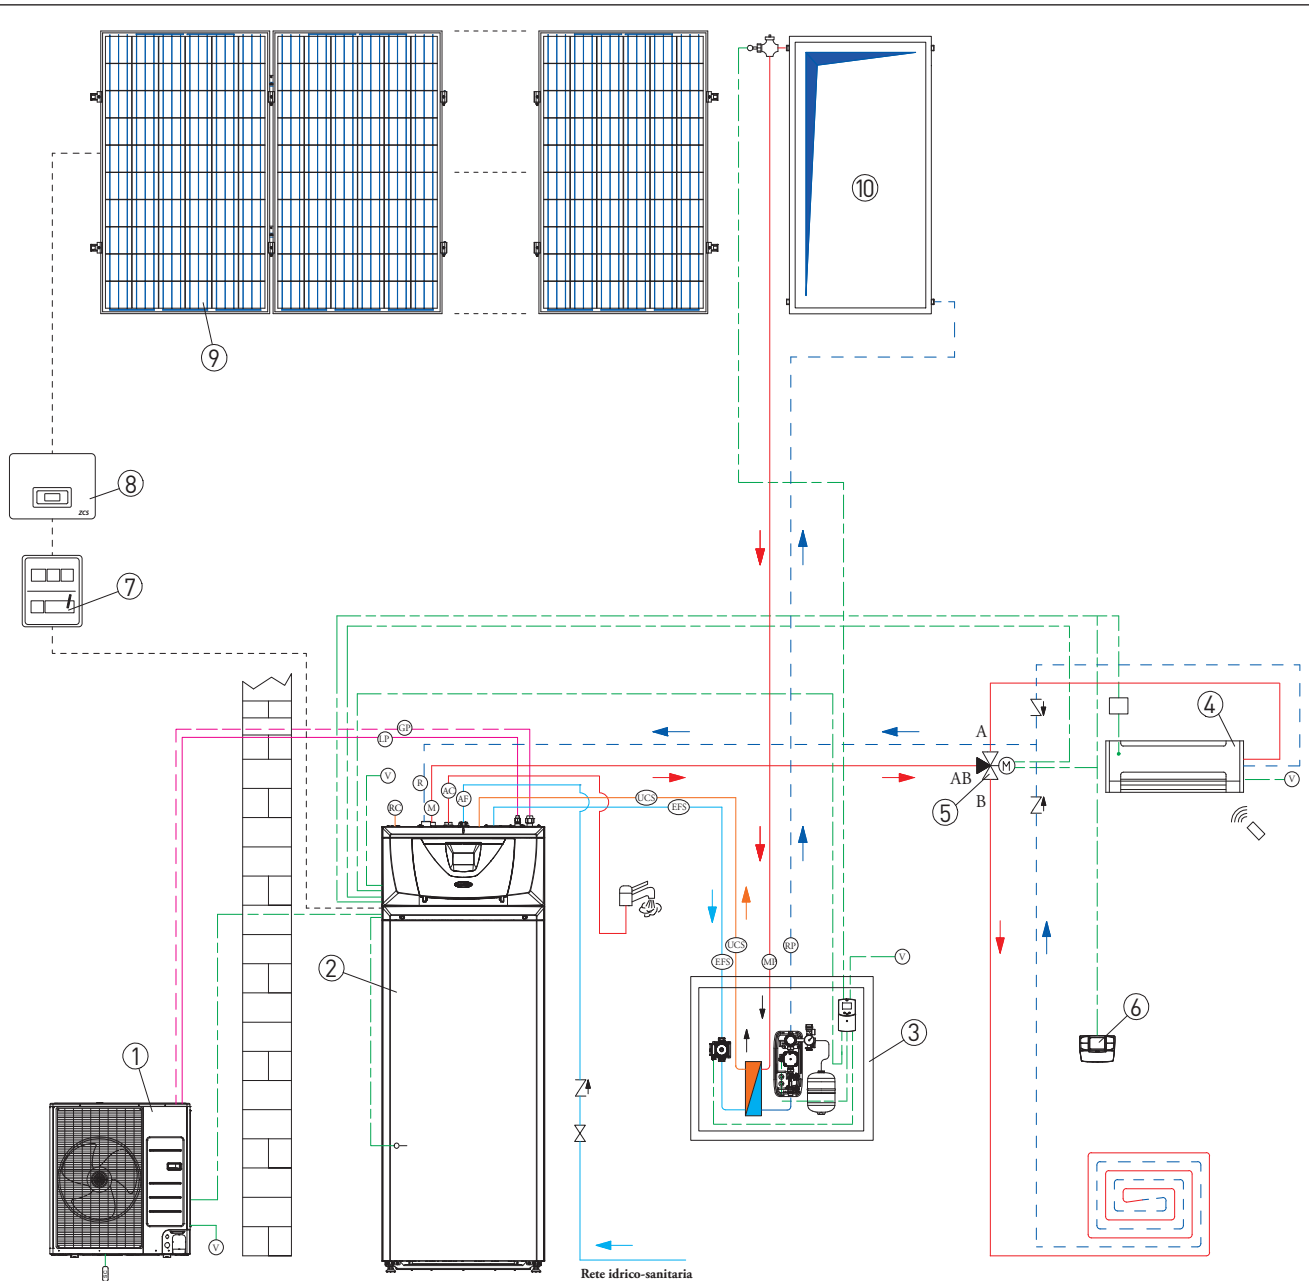 10
9
8
ZCS
7
4
A
GP
LP
M
AB
V
R
AC
V
5
B
UCS
AF
RC
M
EFS
UCS
RP
2
EFS
MP
V
6
3
1
V
Rete idrico-sanitaria